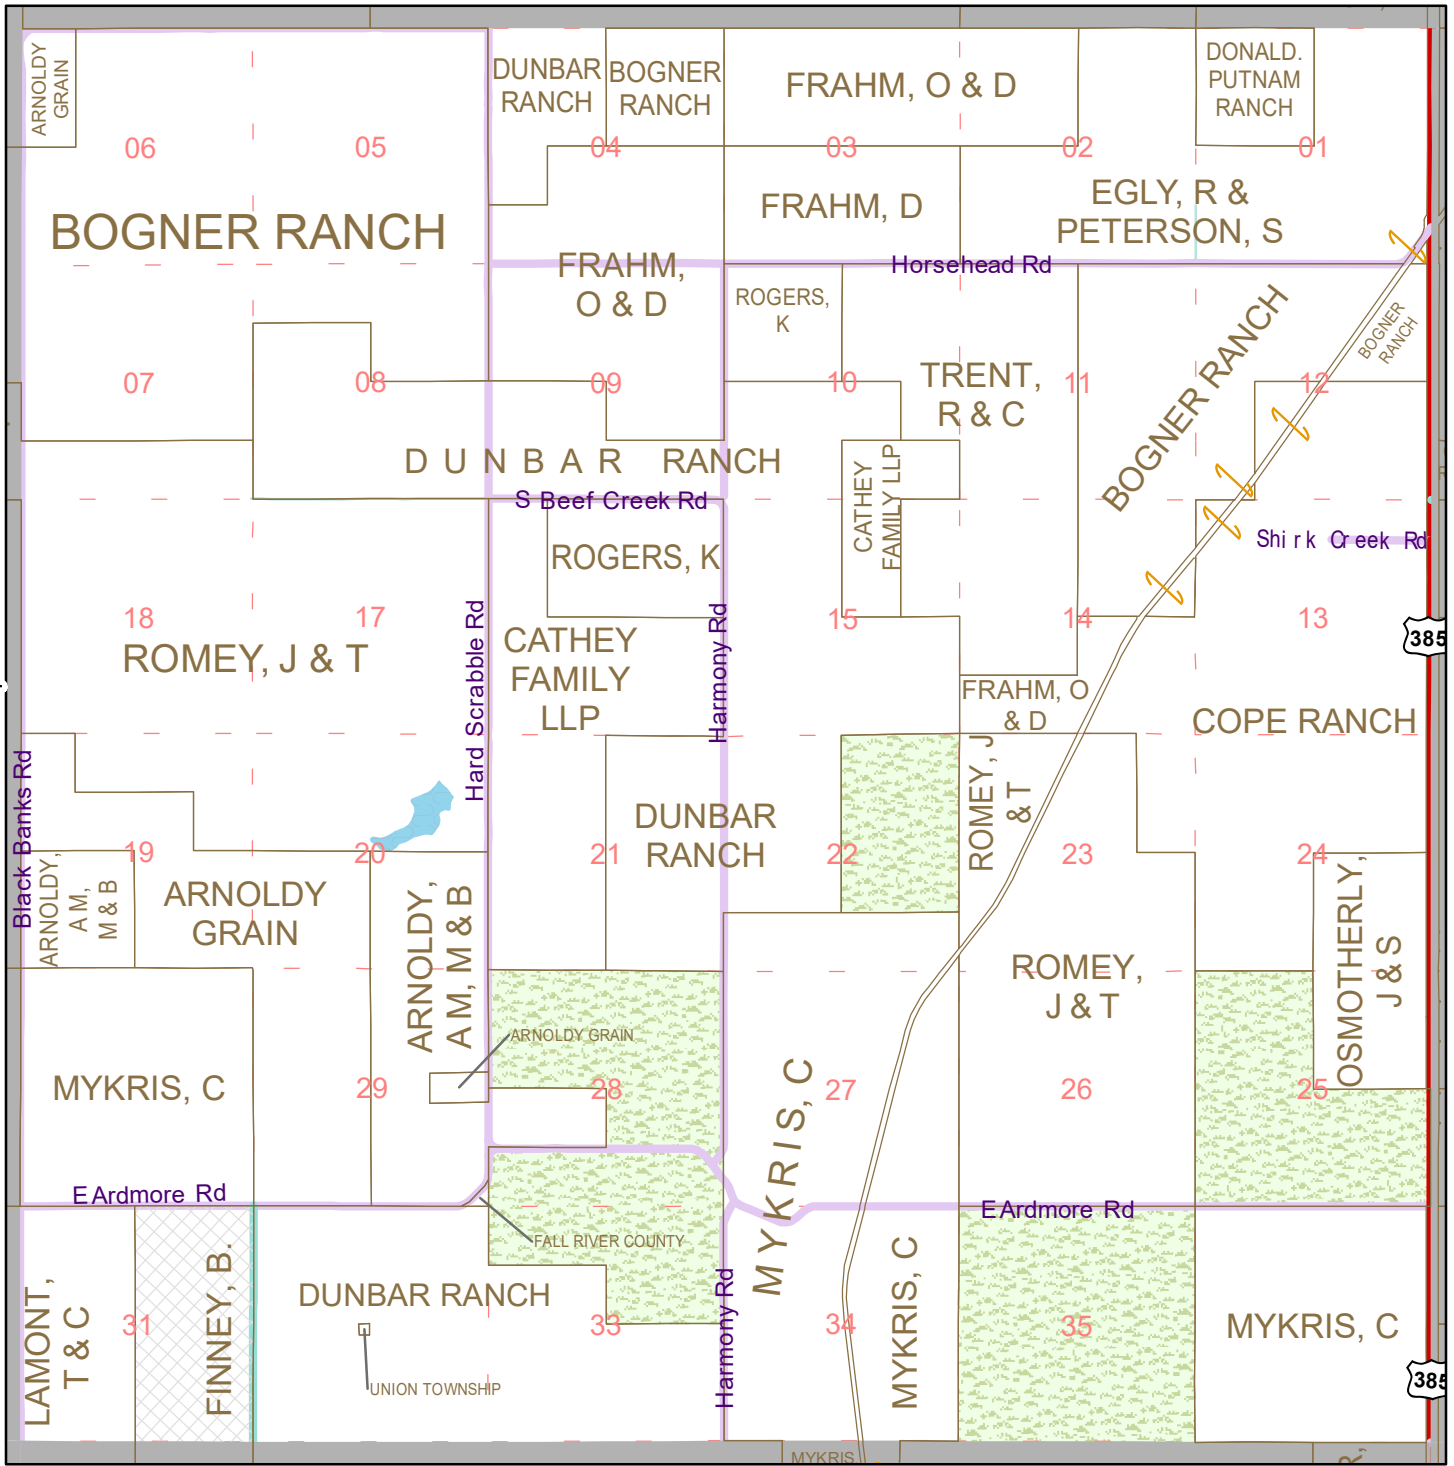 ARNOLDY
GRAIN
DUNBAR
RANCH
BOGNER
RANCH
FRAHM, O & D
DONALD.
PUTNAM
RANCH
06
05
04
03
02
01
BOGNER RANCH
FRAHM, D
EGLY, R &
PETERSON, S
FRAHM,
O & D
Horsehead Rd
ROGERS,
K
BOGNER
RANCH
BOGNER RANCH
07
08
09
10
TRENT,
R & C
11
12
DUNBAR RANCH
CATHEY
FAMILY LLP
S Beef Creek Rd
Shirk Creek Rd
ROGERS, K
18
17
15
14
13
ROMEY, J & T
Hard Scrabble Rd
CATHEY
FAMILY
LLP
Harmony Rd
385
FRAHM, O
& D
COPE RANCH
Black Banks Rd
ROMEY, J
& T
DUNBAR
RANCH
19
20
21
22
23
24
ARNOLDY,
A M,
M & B
ARNOLDY
GRAIN
ARNOLDY,
A M, M & B
OSMOTHERLY,
J & S
ROMEY,
J & T
ARNOLDY GRAIN
MYKRIS, C
29
28
27
26
25
MYKRIS, C
E Ardmore Rd
E Ardmore Rd
FALL RIVER COUNTY
LAMONT,
T & C
31
FINNEY, B.
DUNBAR RANCH
33
Harmony Rd
34
MYKRIS, C
35
MYKRIS, C
UNION TOWNSHIP
385
MYKRIS